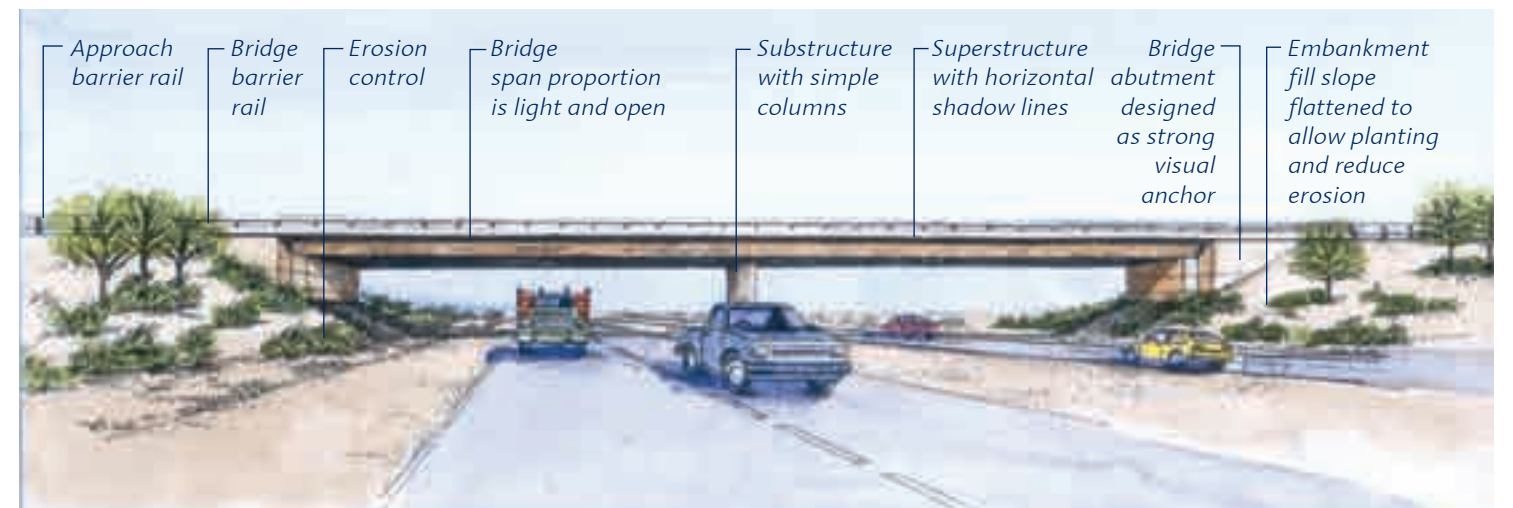 Approach
barrier rail
Bridge
barrier
rail
Erosion
control
Bridge
span proportion
is light and open
Substructure
with simple
columns
Superstructure
with horizontal
shadow lines
Bridge
abutment
designed
as strong
visual
anchor
Embankment
fill slope
flattened to
allow planting
and reduce
erosion